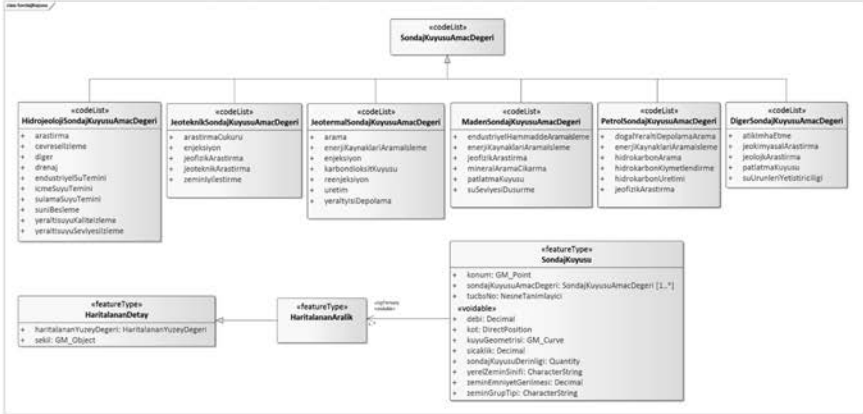 class SondajKuyusu
«codeList»
SondajKuyusuAmacDegeri
«codeList»
HidrojeolojiSondajKuyusuAmacDegeri
+ arastirma
+ cevreselIzleme
+ diger
+ drenaj
+ endustriyelSuTemini
+ icmeSuyuTemini
+ sulamaSuyuTemini
+ suniBesleme
+ yeraltisuyuKaliteIzleme
+ yeraltisuyuSeviyesiIzleme
«codeList»
JeoteknikSondajKuyusuAmacDegeri
+ arastirmaCukuru
+ enjeksiyon
+ jeofizikArastirma
+ jeoteknikArastirma
+ zeminIyilestirme
«codeList»
JeotermalSondajKuyusuAmacDegeri
+ arama
+ enerjiKaynaklariAramaIsleme
+ enjeksiyon
+ karbondioksitKuyusu
+ reenjeksiyon
+ uretim
+ yeraltyisiDepolama
«codeList»
MadenSondajKuyusuAmacDegeri
+ endustriyelHammaddeAramaIsleme
+ enerjiKaynaklariAramaIsleme
+ jeofizikArastirma
+ mineralAramaCikarma
+ patlatmaKuyusu
+ suSeviyesiDusurme
«codeList»
PetrolSondajKuyusuAmacDegeri
+ dogalYeraltiDepolamaArama
+ enerjiKaynaklariAramaIsleme
+ hidrokarbonArama
+ hidrokarbonKiymetlendirme
+ hidrokarbonUretimi
+ jeofizikArastirma
«codeList»
DigerSondajKuyusuAmacDegeri
+ atikImhaEtme
+ jeokimyasalArastirma
+ jeolojikArastirma
+ patlatmaKuyusu
+ suUrunleriYetistiriciligi
«featureType»
SondajKuyusu
+ konum: GM_Point
+ sondajKuyusuAmacDegeri: SondajKuyusuAmacDegeri [1..*]
+ tucbsNo: NesneTanimlayici
«voidable»
+ debi: Decimal
+ kot: DirectPosition
+ kuyuGeometrisi: GM_Curve
+ sicaklik: Decimal
+ sondajKuyusuDerinligi: Quantity
+ yerelZeminSinifi: CharacterString
+ zeminEmniyetGerilmesi: Decimal
+ zeminGrupTipi: CharacterString
«featureType»
HaritalananDetay
+ haritalananYuzeyDegeri: HaritalananYuzeyDegeri
+ sekil: GM_Object
«featureType»
HaritalananAralik
«voidable»